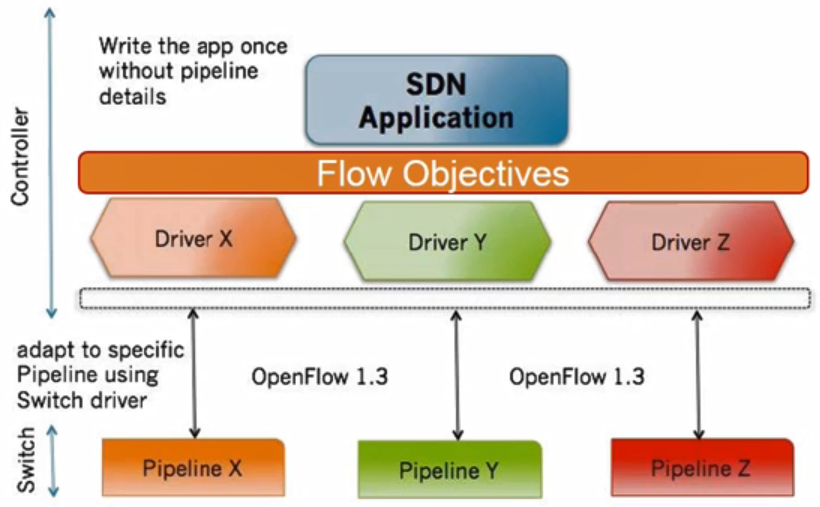 Write the app once
without pipeline
details
SDN
Application
Controller
Flow Objectives
Driver X
Driver Y
Driver Z
adapt to specific
Pipeline using
Switch driver
OpenFlow 1.3
OpenFlow 1.3
Switch
Pipeline X
Pipeline Y
Pipeline Z